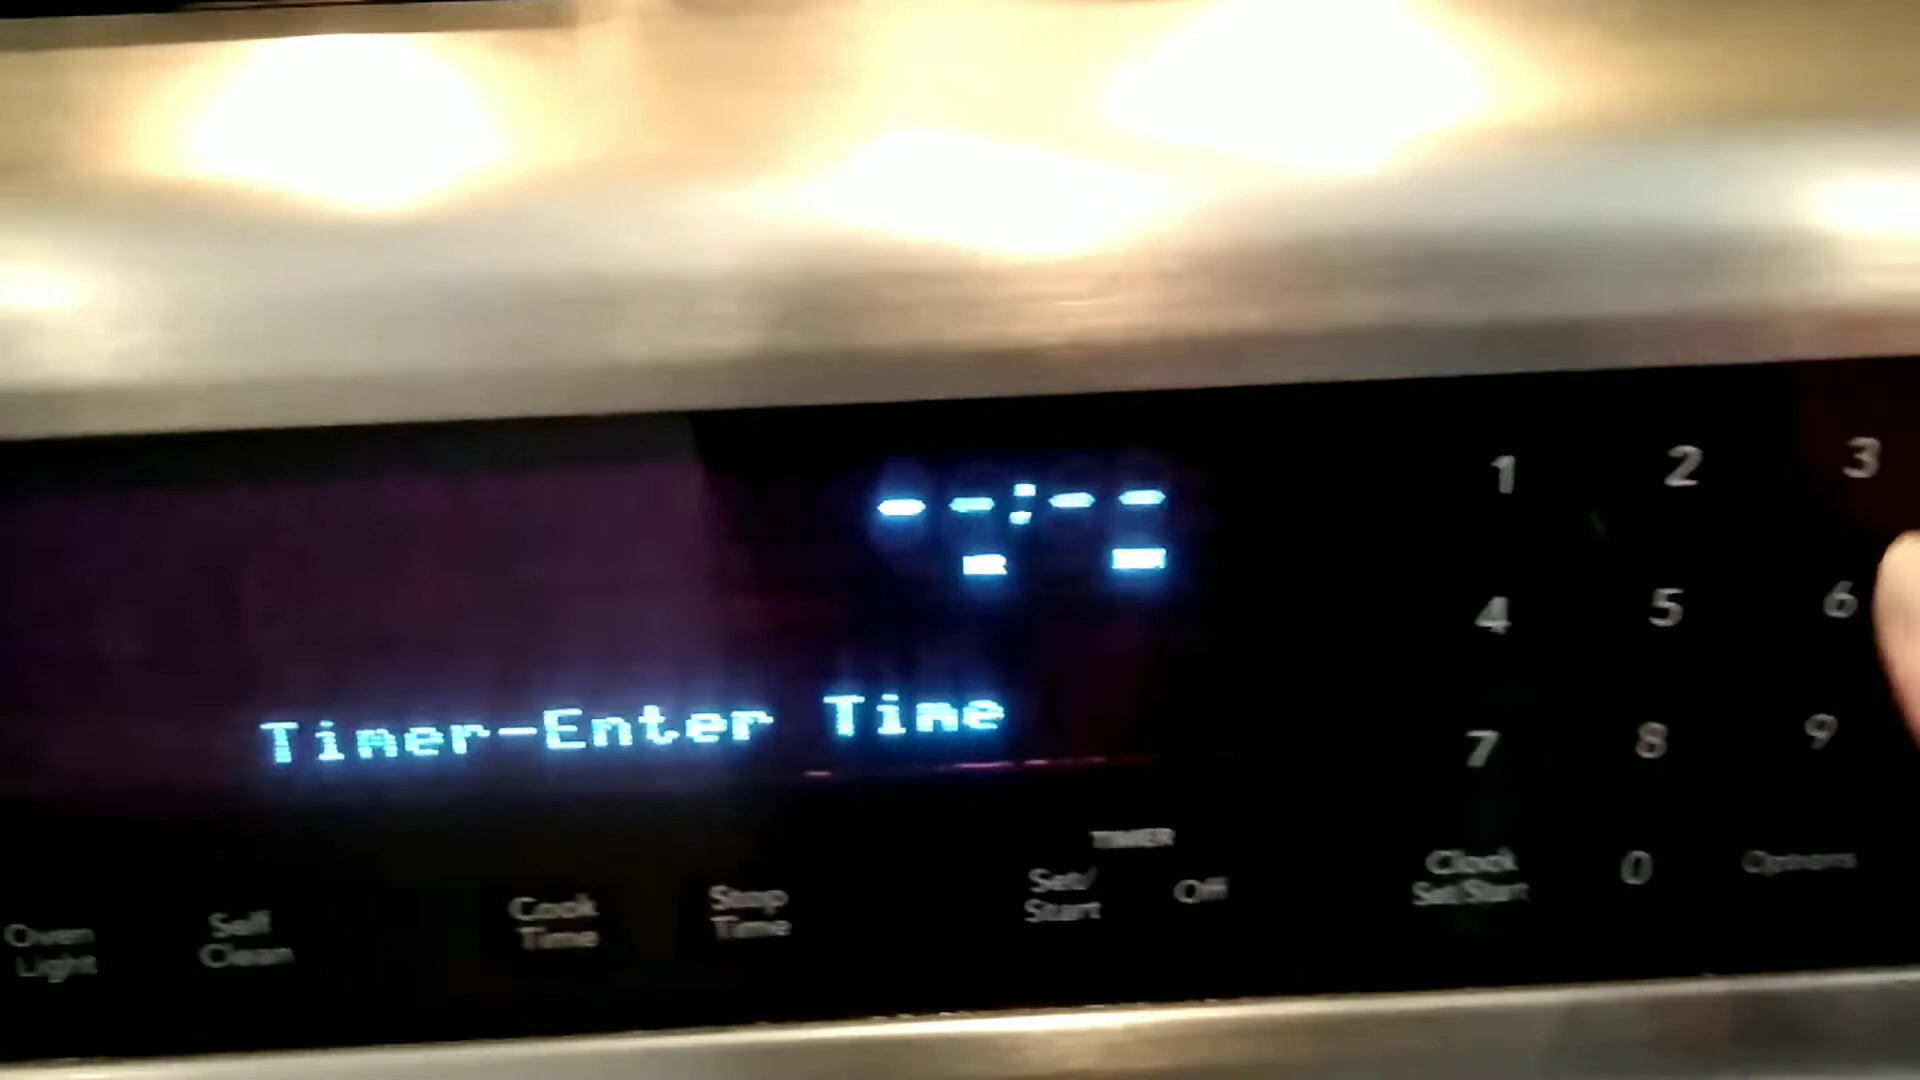 --:--
Timer-Enter Time
1 2 3
4 5 6
7 8 9
0
TIMER
Oven Light
Self Clean
Cook Time
Stop Time
Set/ Start
Off
Clock Set/Start
Options